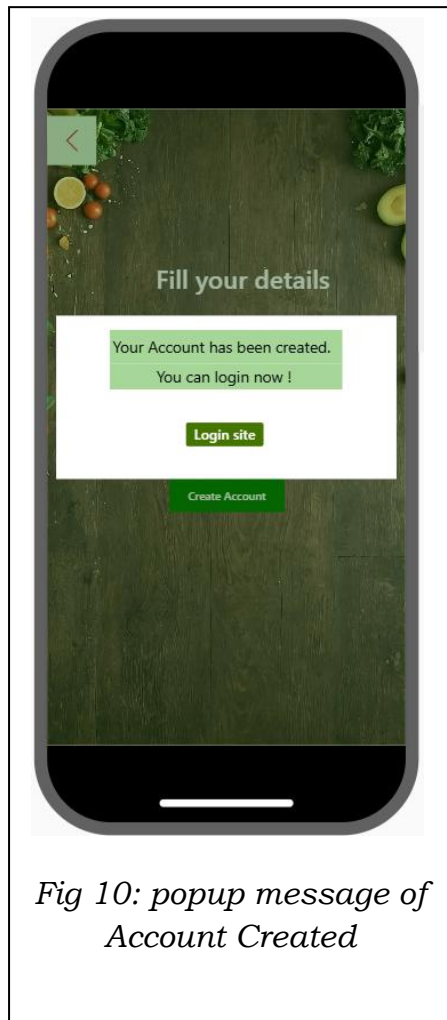 Fill your details
Your Account has been created.
You can login now !
Login site
Create Account
Fig 10: popup message of
Account Created